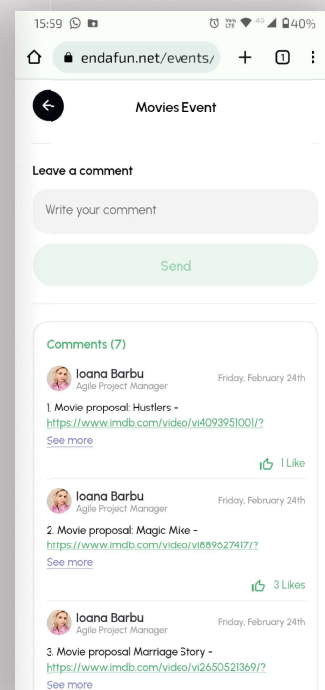 15:59 40%
endafun.net/events/ 1
Movies Event
Leave a comment
Write your comment
Send
Comments (7)
Ioana Barbu
Agile Project Manager
Friday, February 24th
1. Movie proposal: Hustlers -
https://www.imdb.com/video/vi4093951001/?
See more
1 Like
Ioana Barbu
Agile Project Manager
Friday, February 24th
2. Movie proposal: Magic Mike -
https://www.imdb.com/video/vi889627417/?
See more
3 Likes
Ioana Barbu
Agile Project Manager
Friday, February 24th
3. Movie proposal Marriage Story -
https://www.imdb.com/video/vi2650521369/?
See more